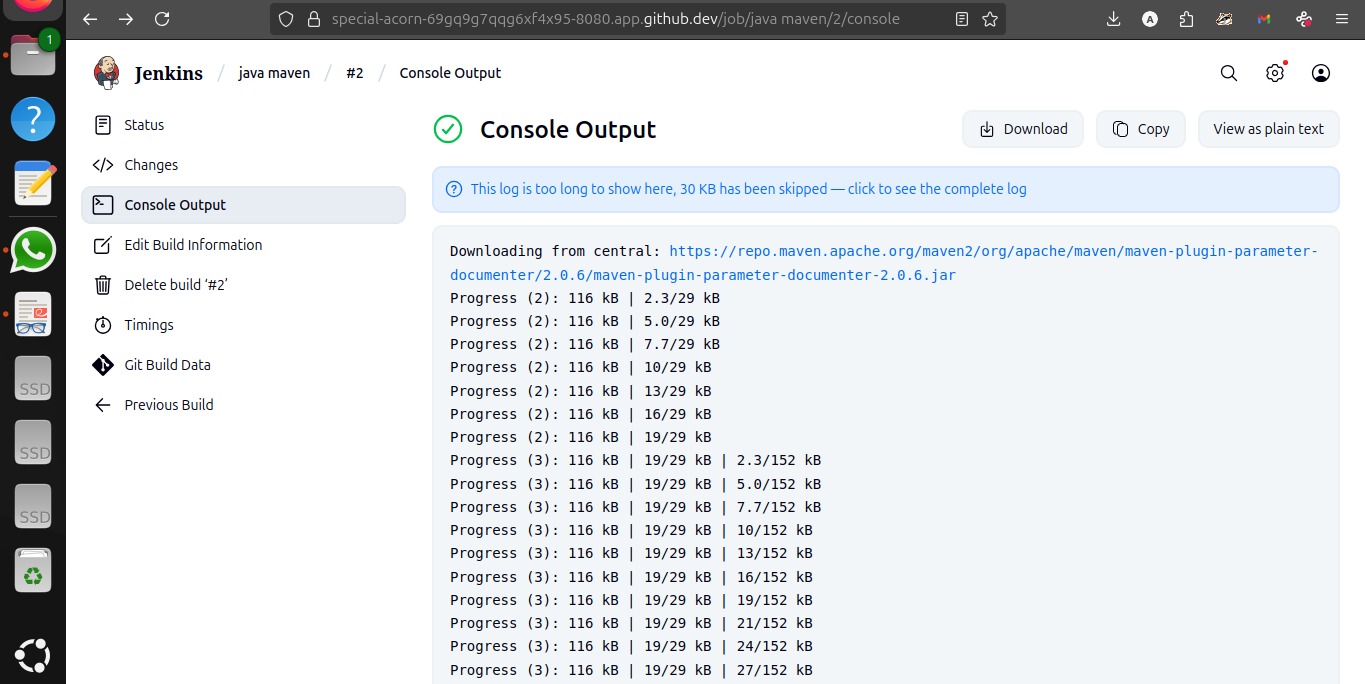 special-acorn-69gq9g7qqg6xf4x95-8080.app.github.dev/job/java maven/2/console
1
A
Jenkins / java maven / #2 / Console Output
Status
Changes
Console Output
Edit Build Information
Delete build ‘#2’
Timings
Git Build Data
Previous Build
Console Output
Download
Copy
View as plain text
This log is too long to show here, 30 KB has been skipped — click to see the complete log
Downloading from central: https://repo.maven.apache.org/maven2/org/apache/maven/maven-plugin-parameter-
documenter/2.0.6/maven-plugin-parameter-documenter-2.0.6.jar
Progress (2): 116 kB | 2.3/29 kB
Progress (2): 116 kB | 5.0/29 kB
Progress (2): 116 kB | 7.7/29 kB
Progress (2): 116 kB | 10/29 kB
Progress (2): 116 kB | 13/29 kB
Progress (2): 116 kB | 16/29 kB
Progress (2): 116 kB | 19/29 kB
Progress (3): 116 kB | 19/29 kB | 2.3/152 kB
Progress (3): 116 kB | 19/29 kB | 5.0/152 kB
Progress (3): 116 kB | 19/29 kB | 7.7/152 kB
Progress (3): 116 kB | 19/29 kB | 10/152 kB
Progress (3): 116 kB | 19/29 kB | 13/152 kB
Progress (3): 116 kB | 19/29 kB | 16/152 kB
Progress (3): 116 kB | 19/29 kB | 19/152 kB
Progress (3): 116 kB | 19/29 kB | 21/152 kB
Progress (3): 116 kB | 19/29 kB | 24/152 kB
Progress (3): 116 kB | 19/29 kB | 27/152 kB
SSD
SSD
SSD